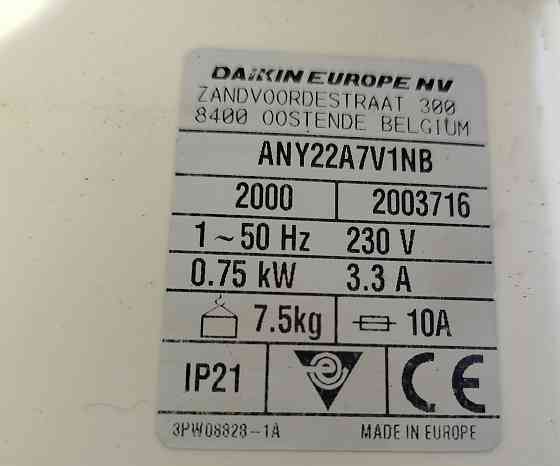 DAIKIN EUROPE NV
ZANDVOORDESTRAAT 300
8400 OOSTENDE BELGIUM
ANY22A7V1NB
2000 2003716
1~50 Hz 230 V
0.75 kW 3.3 A
7.5kg 10A
IP21 e CE
3PW08828-1A MADE IN EUROPE